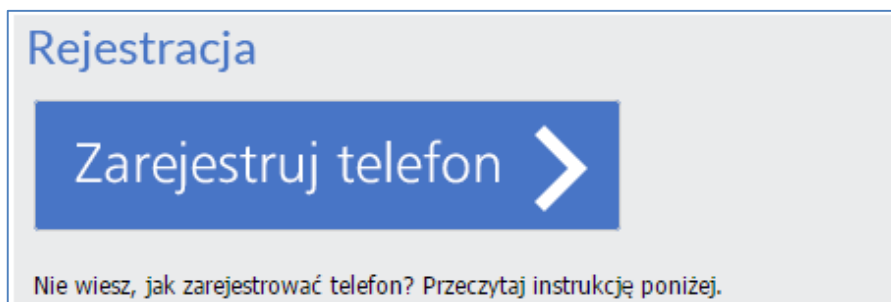 Rejestracja
Zarejestruj telefon
Nie wiesz, jak zarejestrować telefon? Przeczytaj instrukcję poniżej.